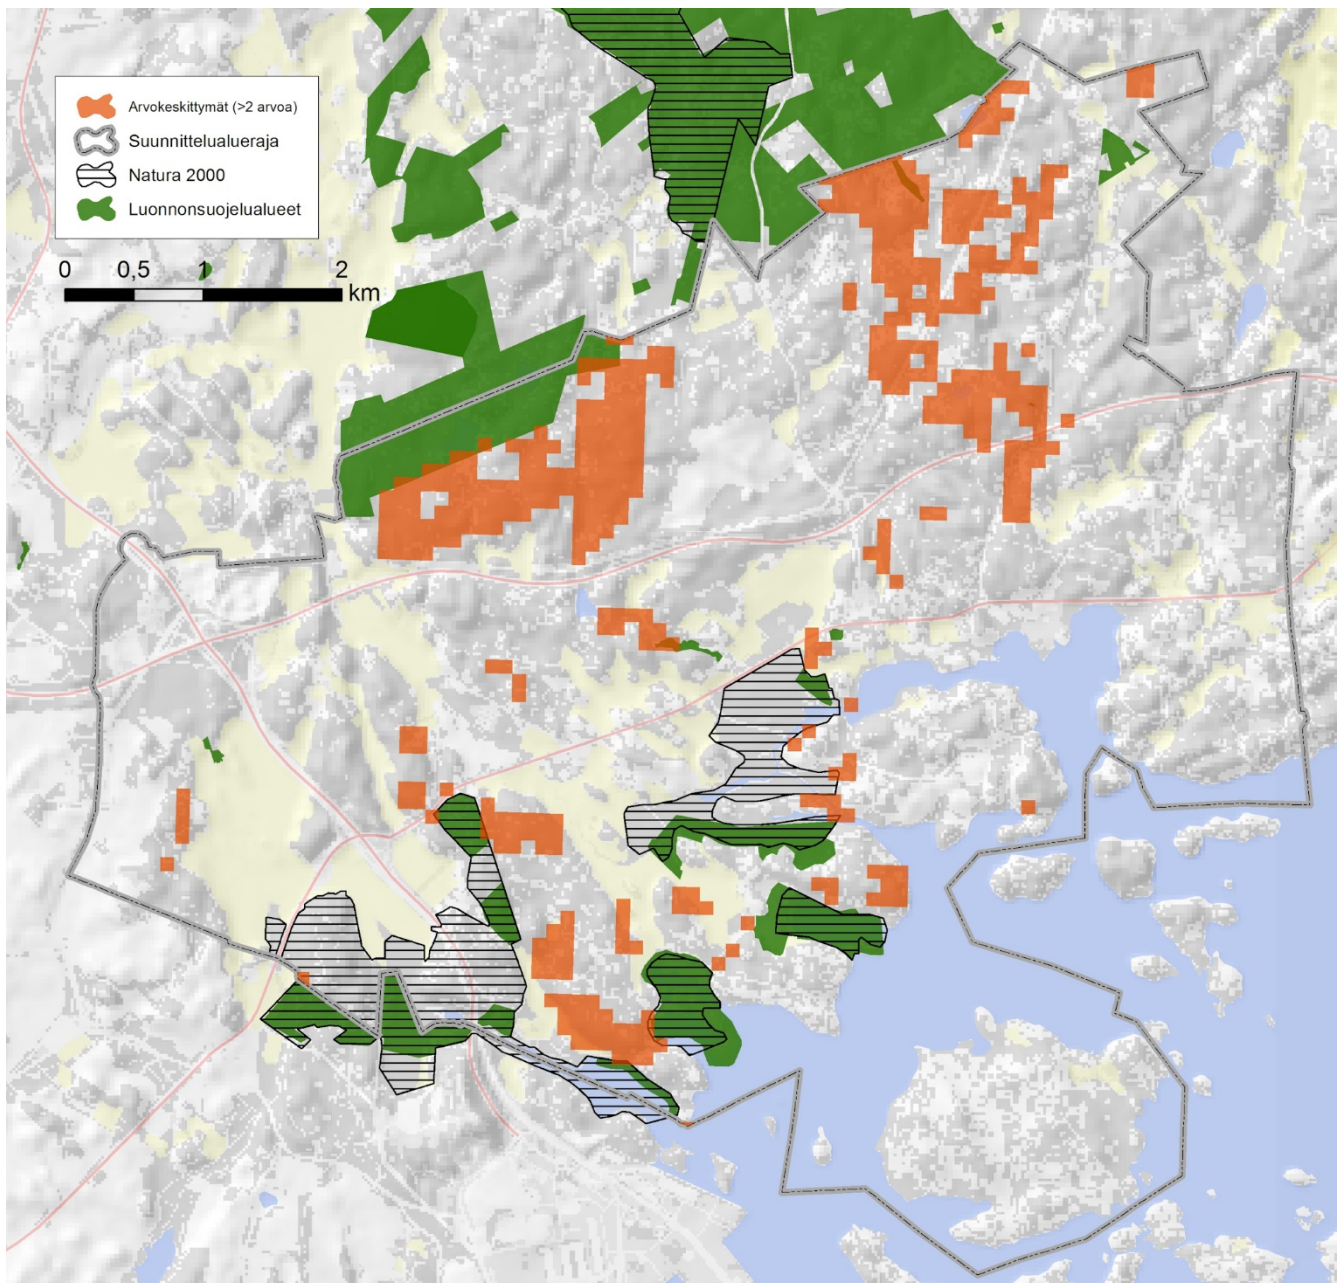 Arvokeskittymät (>2 arvoa)
Suunnittelualueraja
Natura 2000
Luonnonsuojelualueet
0 0,5 1 2
km